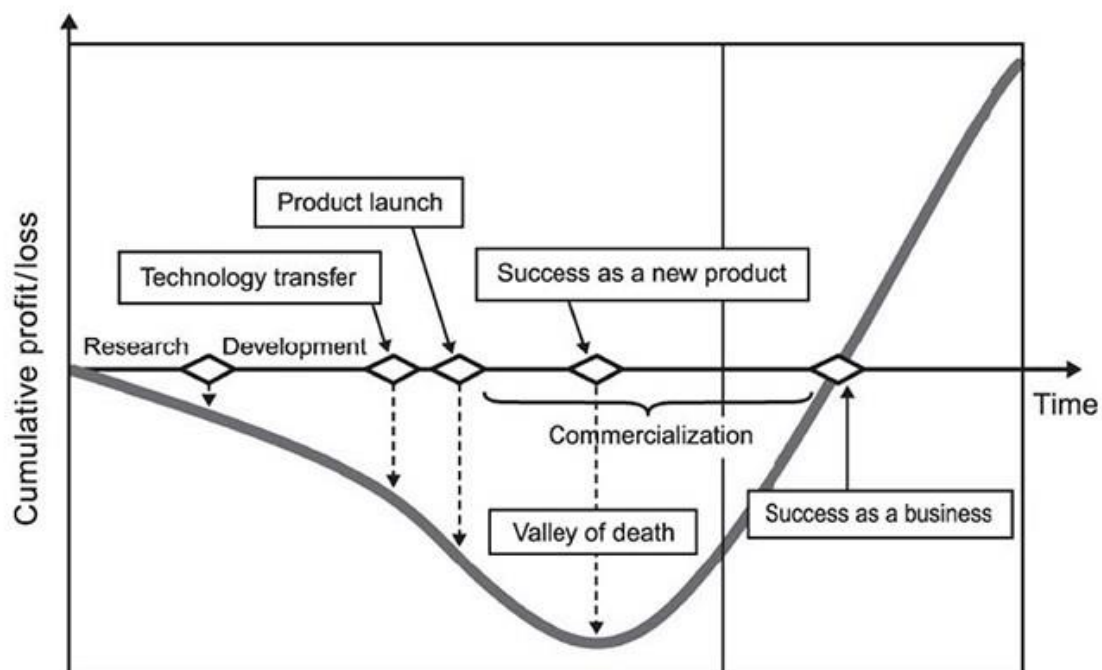 Product launch
Technology transfer
Success as a new product
Research
Development
Time
Commercialization
Valley of death
Success as a business
Cumulative profit/loss